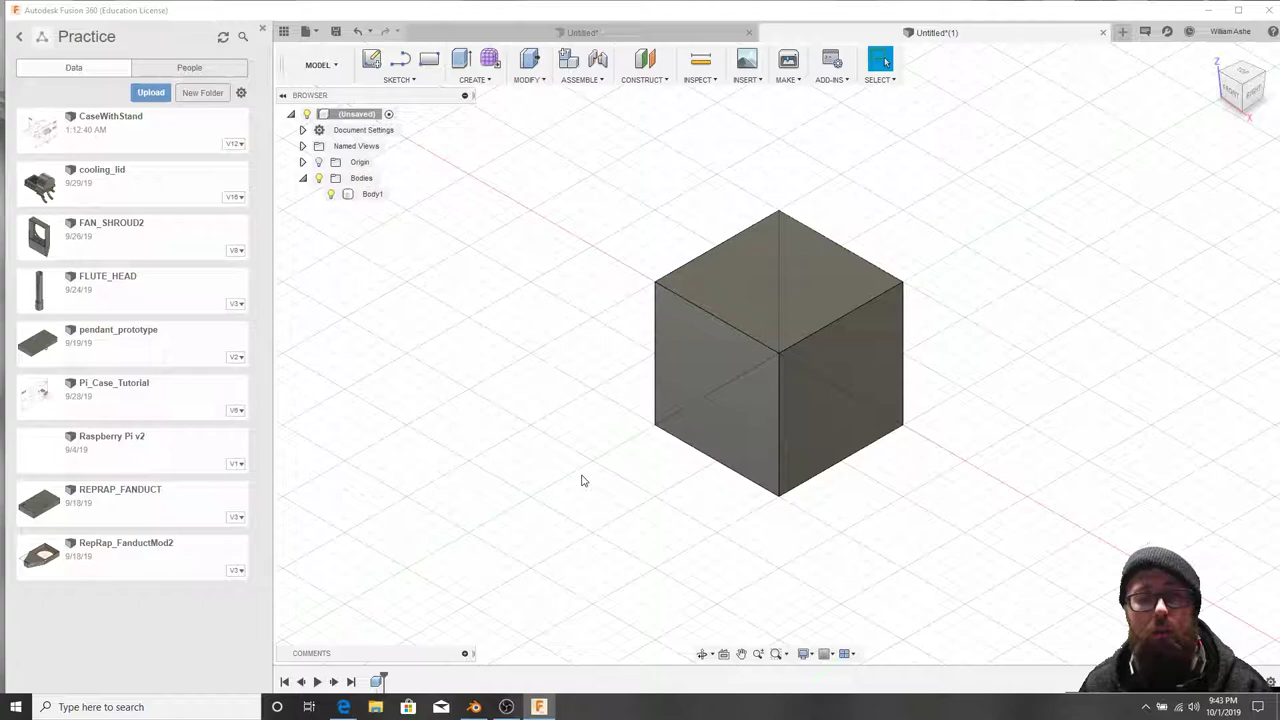 Autodesk Fusion 360 (Education License)
Practice
Data
People
Upload
New Folder
CaseWithStand
1:12:40 AM
V12
cooling_lid
9/29/19
V16
FAN_SHROUD2
9/26/19
V8
FLUTE_HEAD
9/24/19
V3
pendant_prototype
9/19/19
V2
Pi_Case_Tutorial
9/28/19
V6
Raspberry Pi v2
9/4/19
V1
REPRAP_FANDUCT
9/18/19
V3
RepRap_FanductMod2
9/18/19
V3
Untitled*
Untitled*(1)
William Ashe
MODEL
SKETCH
CREATE
MODIFY
ASSEMBLE
CONSTRUCT
INSPECT
INSERT
MAKE
ADD-INS
SELECT
BROWSER
(Unsaved)
Document Settings
Named Views
Origin
Bodies
Body1
Z
FRONT
RIGHT
X
COMMENTS
Type here to search
9:43 PM
10/1/2019